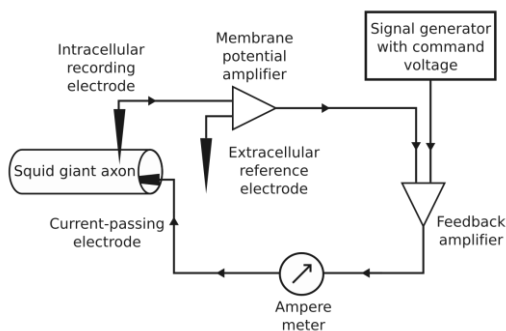 Intracellular
recording
electrode
Membrane
potential
amplifier
Signal generator
with command
voltage
Extracellular
reference
electrode
Squid giant axon
Current-passing
electrode
Feedback
amplifier
Ampere
meter